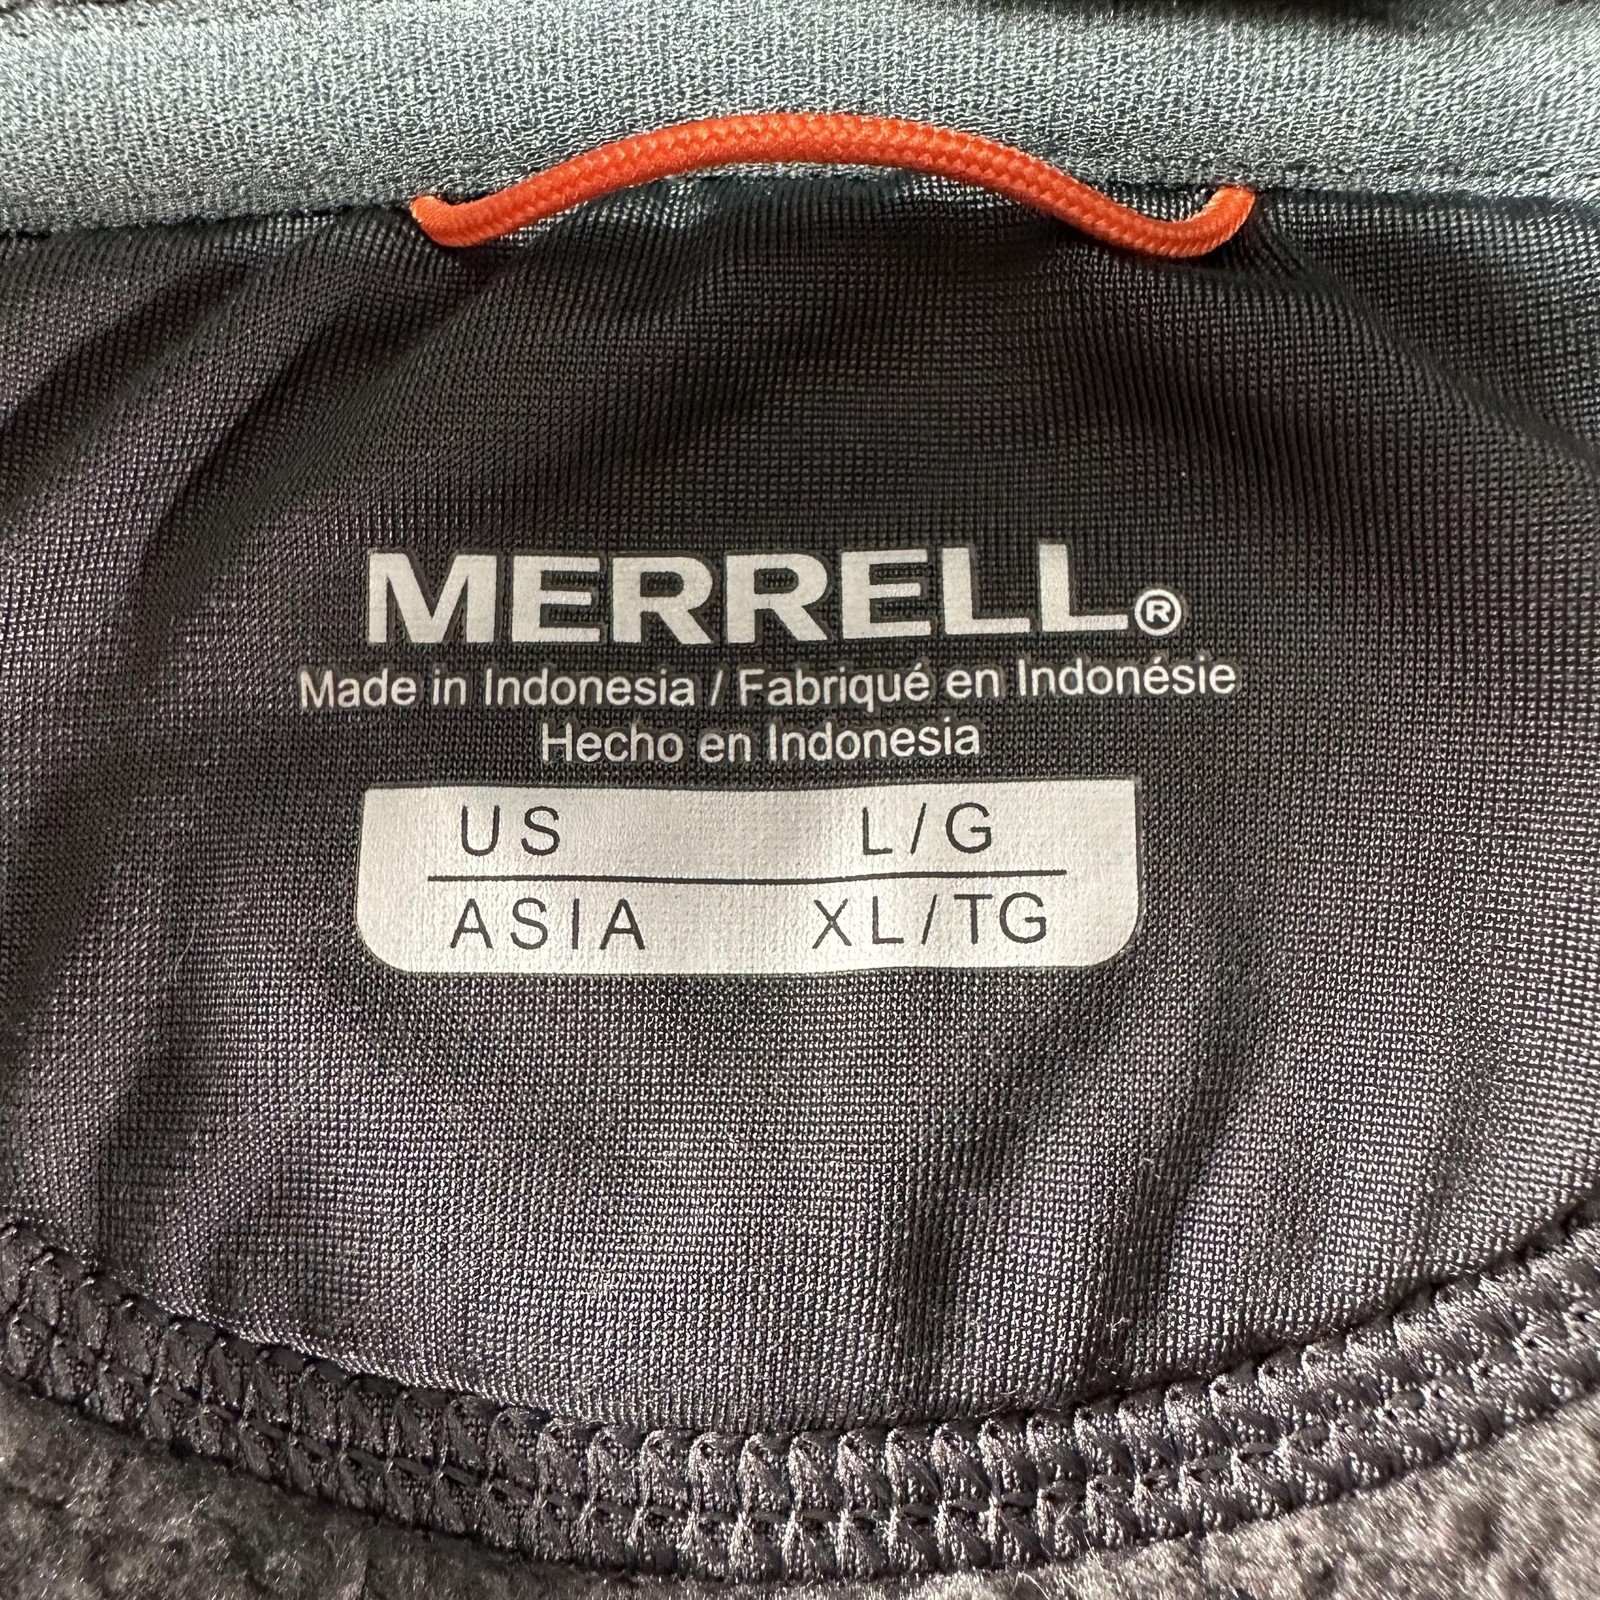 MERRELL®
Made in Indonesia / Fabriqué en Indonésie
Hecho en Indonesia
US L/G
ASIA XL/TG